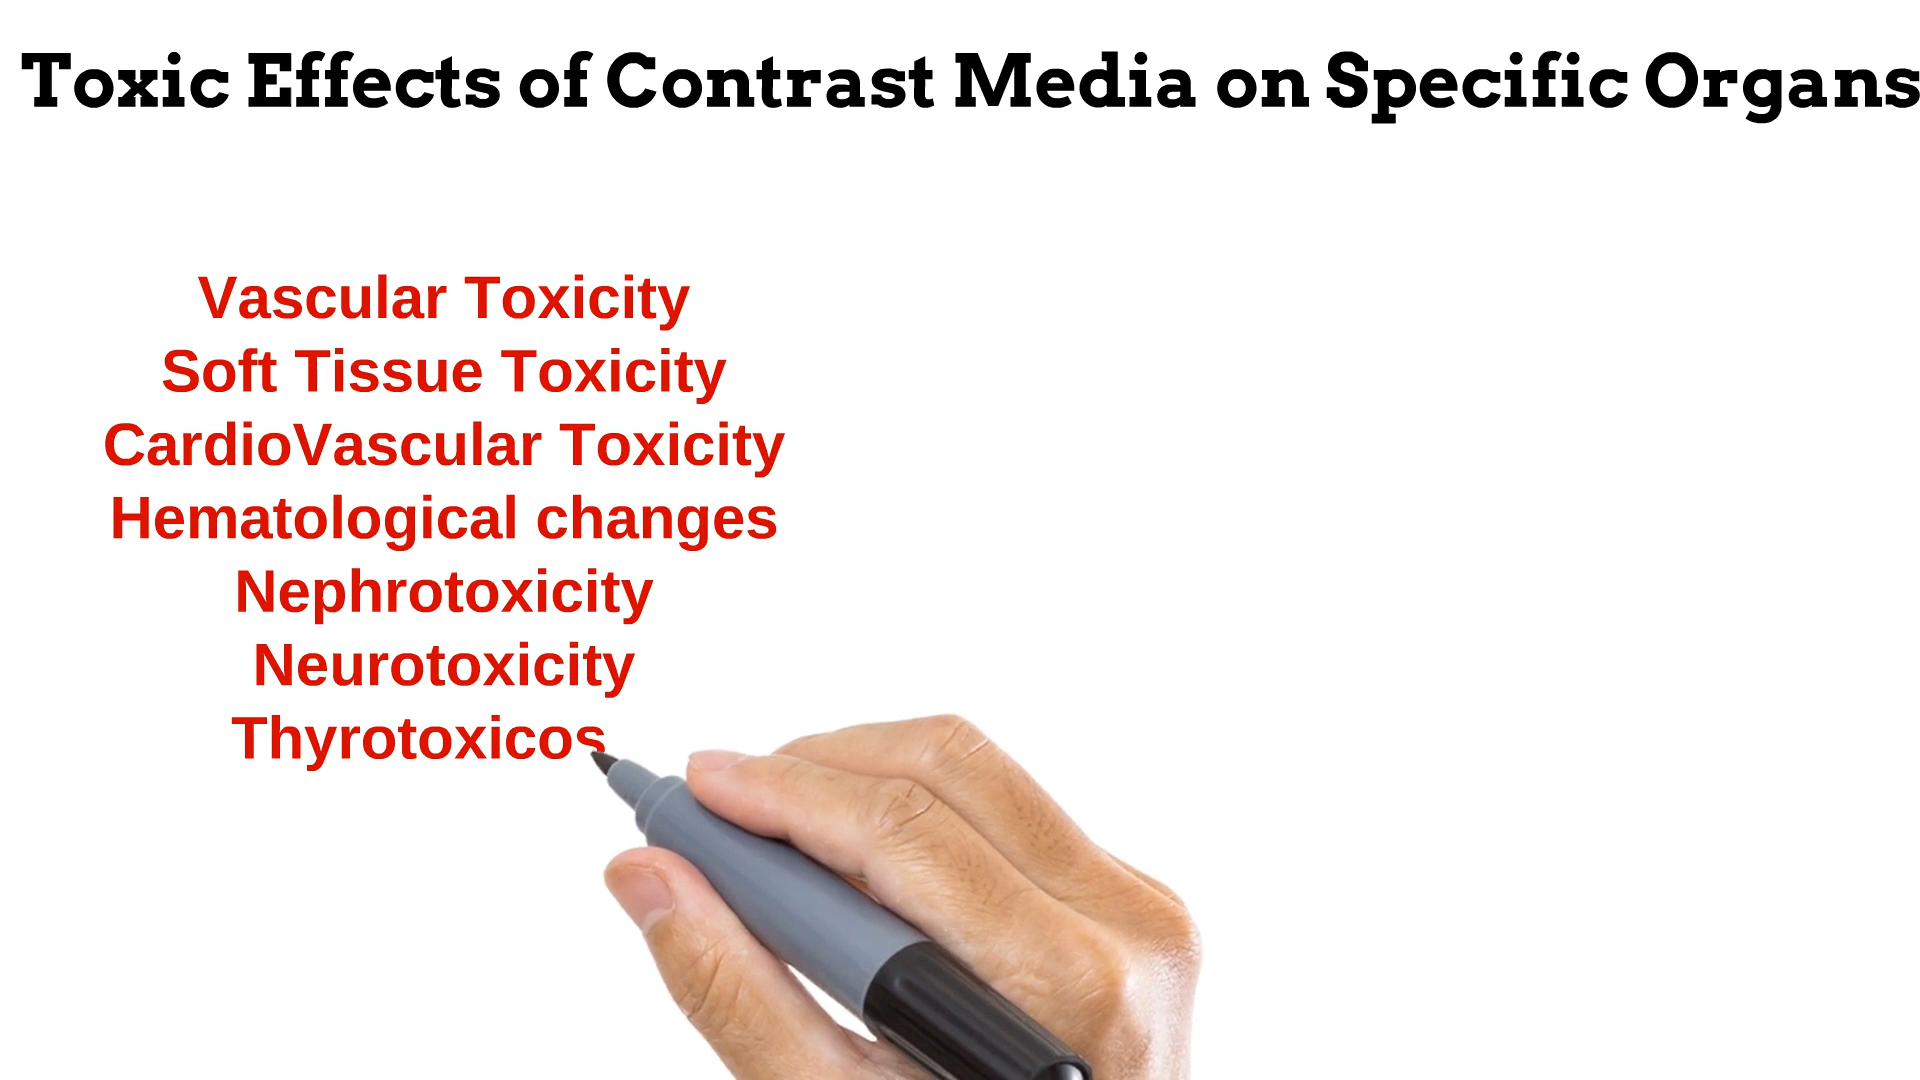 Toxic Effects of Contrast Media on Specific Organs
Vascular Toxicity
Soft Tissue Toxicity
CardioVascular Toxicity
Hematological changes
Nephrotoxicity
Neurotoxicity
Thyrotoxicos